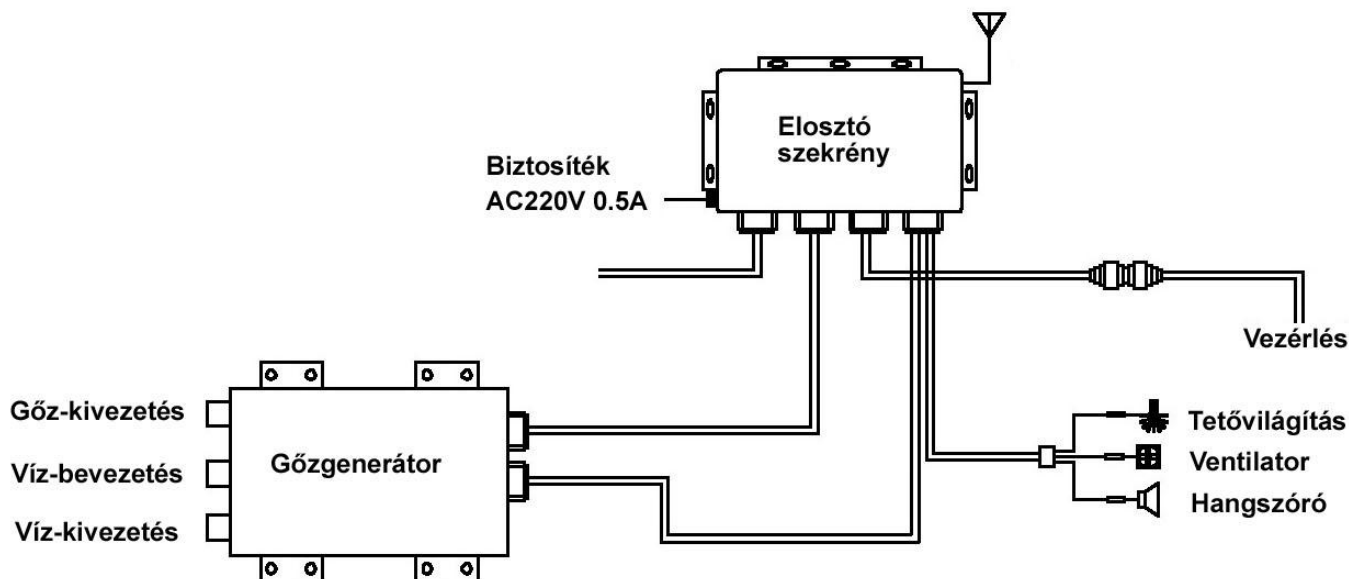 Elosztó
szekrény
Biztosíték
AC220V 0.5A
Vezérlés
Gőz-kivezetés
Víz-bevezetés
Víz-kivezetés
Gőzgenerátor
Tetővilágítás
Ventilator
Hangszóró